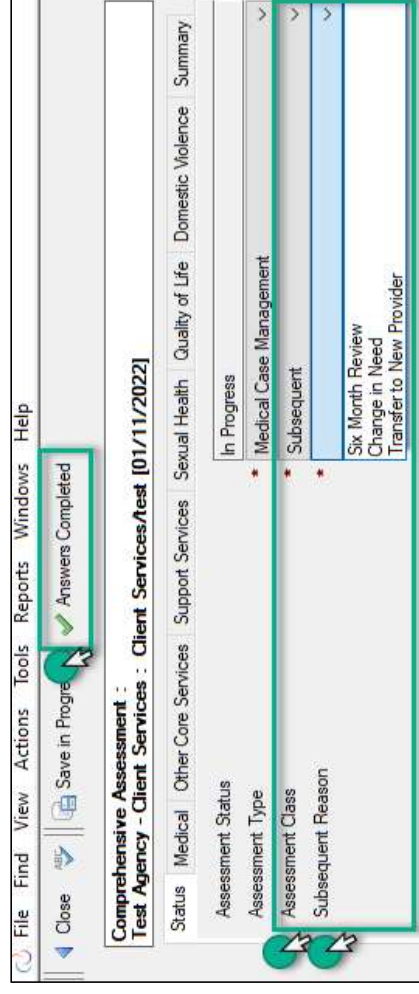 File Find View Actions Tools Reports Windows Help
Close ABC Save in Progre Answers Completed
Comprehensive Assessment :
Test Agency - Client Services : Client Services/test [01/11/2022]
Status Medical Other Core Services Support Services Sexual Health Quality of Life Domestic Violence Summary
Assessment Status In Progress
Assessment Type * Medical Case Management
Assessment Class * Subsequent
Subsequent Reason *
Six Month Review
Change in Need
Transfer to New Provider